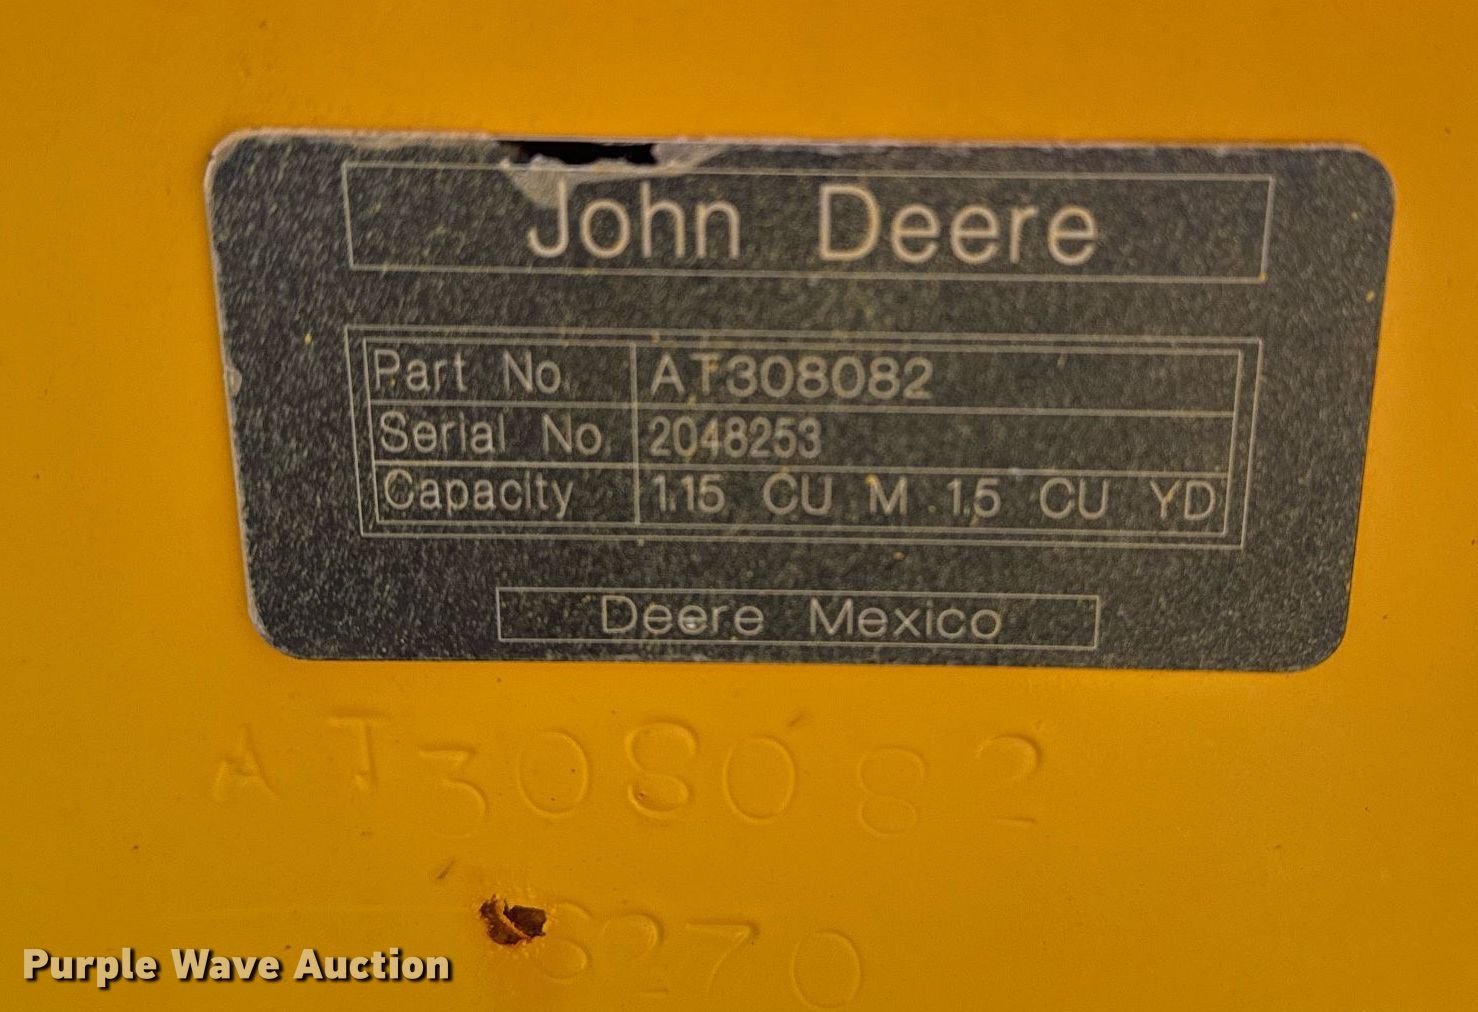 John Deere
Part No. AT308082
Serial No. 2048253
Capacity 1.15 CU M 1.5 CU YD
Deere Mexico
AT308082
6270
Purple Wave Auction